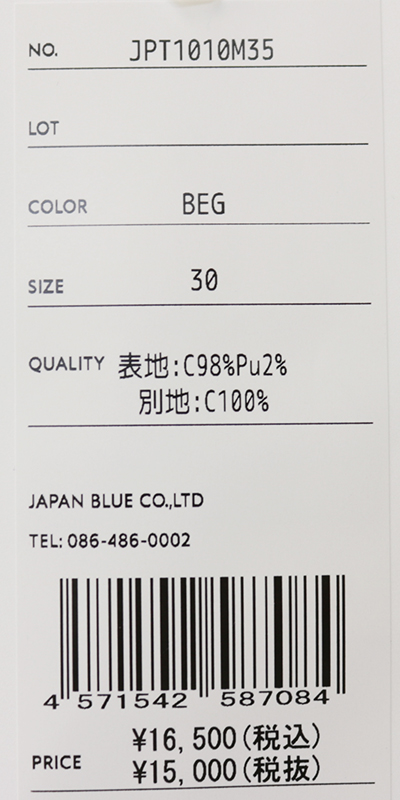 NO. JPT1010M35
LOT
COLOR BEG
SIZE 30
QUALITY 表地:C98%Pu2%
別地:C100%
JAPAN BLUE CO.,LTD
TEL: 086-486-0002
4 571542 587084
¥16,500(税込)
PRICE ¥15,000(税抜)